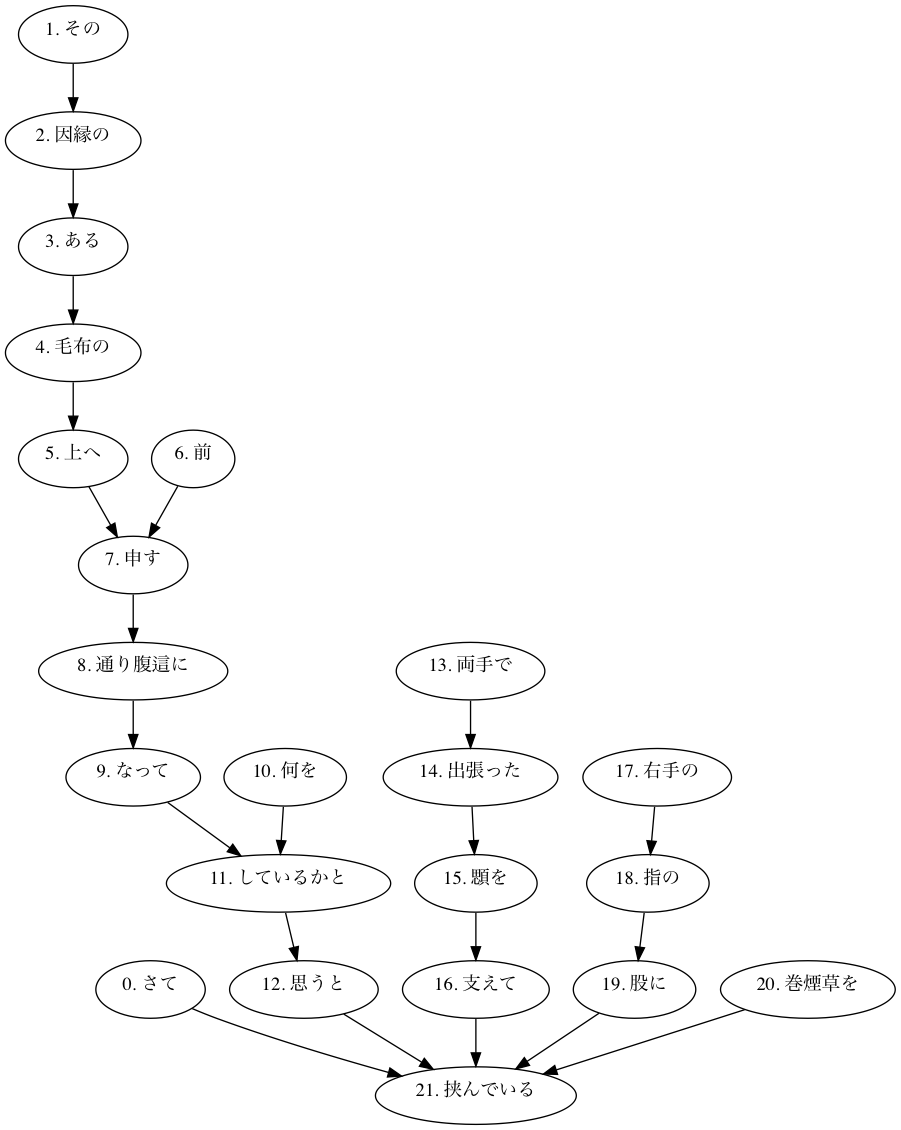 1. その
2. 因縁の
3. ある
4. 毛布の
5. 上へ
6. 前
7. 申す
8. 通り腹這に
13. 両手で
9. なって
10. 何を
14. 出張った
17. 右手の
11. しているかと
15. 顋を
18. 指の
0. さて
12. 思うと
16. 支えて
19. 股に
20. 巻煙草を
21. 挟んでいる